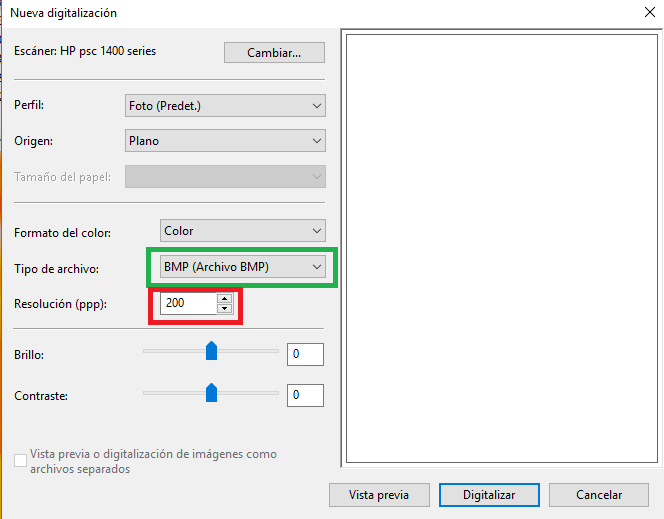 Nueva digitalización
Escáner: HP psc 1400 series
Cambiar...
Perfil:
Foto (Predet.)
Origen:
Plano
Tamaño del papel:
Formato del color:
Color
Tipo de archivo:
BMP (Archivo BMP)
Resolución (ppp):
200
Brillo:
0
Contraste:
0
Vista previa o digitalización de imágenes como
archivos separados
Vista previa
Digitalizar
Cancelar